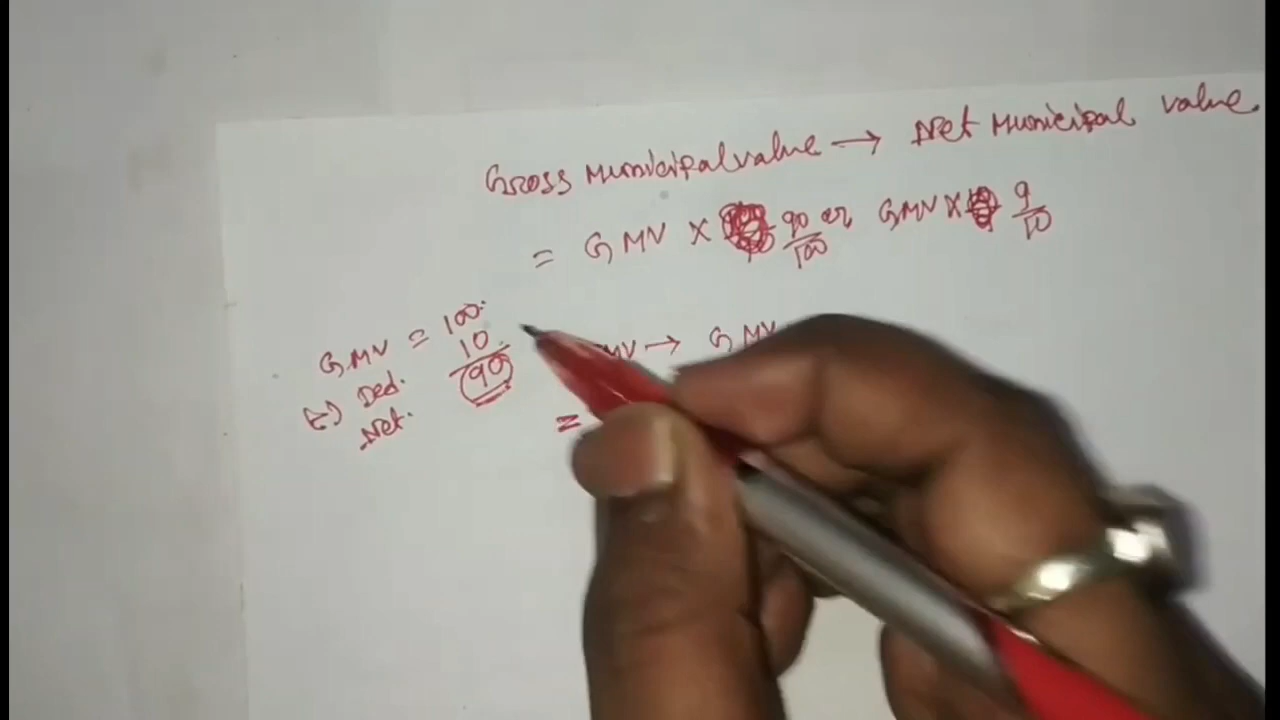 Gross Municipal value → Net Municipal value.
= GMV × 90/100 or GMV × 9/10
GMV = 100.
(-) Ded. 10
Net. 90
MV → GMV
=